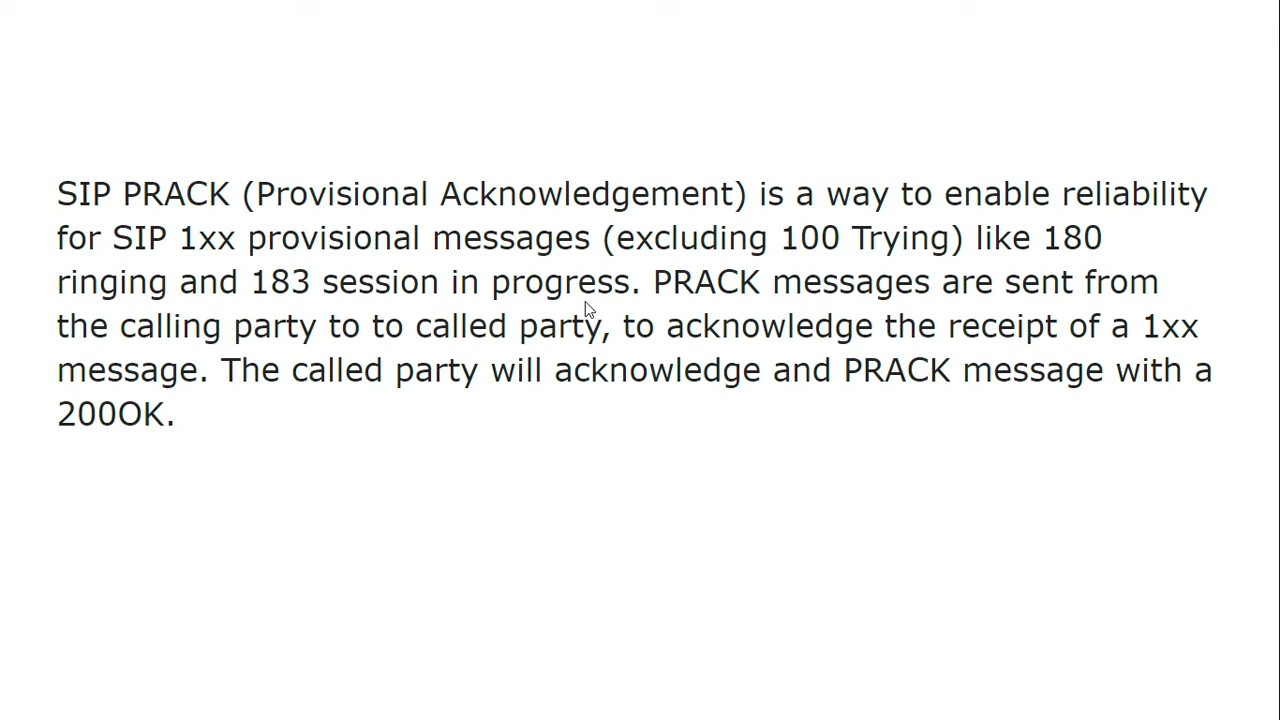 SIP PRACK (Provisional Acknowledgement) is a way to enable reliability
for SIP 1xx provisional messages (excluding 100 Trying) like 180
ringing and 183 session in progress. PRACK messages are sent from
the calling party to to called party, to acknowledge the receipt of a 1xx
message. The called party will acknowledge and PRACK message with a
200OK.